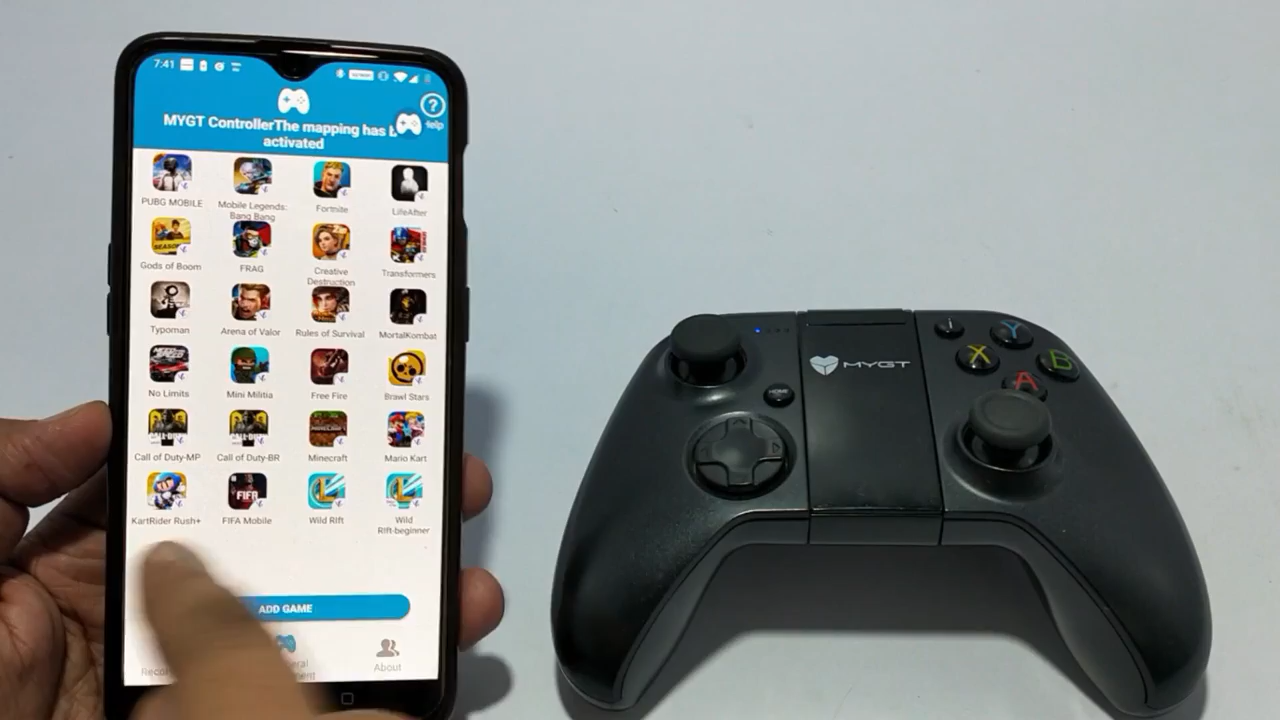 7:41
MYGT ControllerThe mapping has b
activated
Help
PUBG MOBILE
Mobile Legends:
Bang Bang
Fortnite
LifeAfter
Gods of Boom
FRAG
Creative
Destruction
Transformers
Typoman
Arena of Valor
Rules of Survival
MortalKombat
No Limits
Mini Militia
Free Fire
Brawl Stars
Call of Duty-MP
Call of Duty-BR
Minecraft
Mario Kart
KartRider Rush+
FIFA
FIFA Mobile
Wild Rift
Wild
Rift-beginner
ADD GAME
About
HOME
MYGT
Y
X
B
A